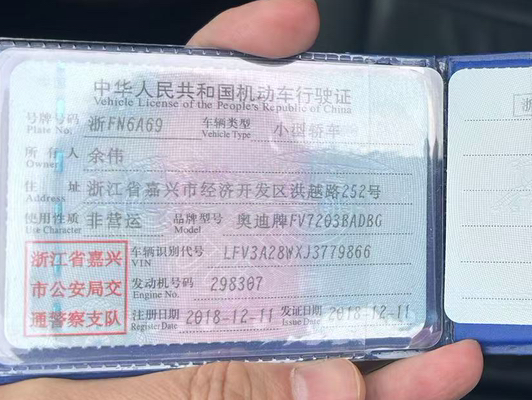 中华人民共和国机动车行驶证
Vehicle License of the People's Republic of China
号牌号码 浙FN6A69 车辆类型 小型轿车
Plate No. Vehicle Type
所有人 余伟
Owner
住址 浙江省嘉兴市经济开发区洪越路252号
Address
使用性质 非营运 品牌型号 奥迪牌FV7203BADBG
Use Character Model
浙江省嘉兴市公安局交通警察支队
车辆识别代号 LFV3A28WXJ3779866
VIN
发动机号码 298307
Engine No.
注册日期 2018-12-11 发证日期 2018-12-11
Register Date Issue Date